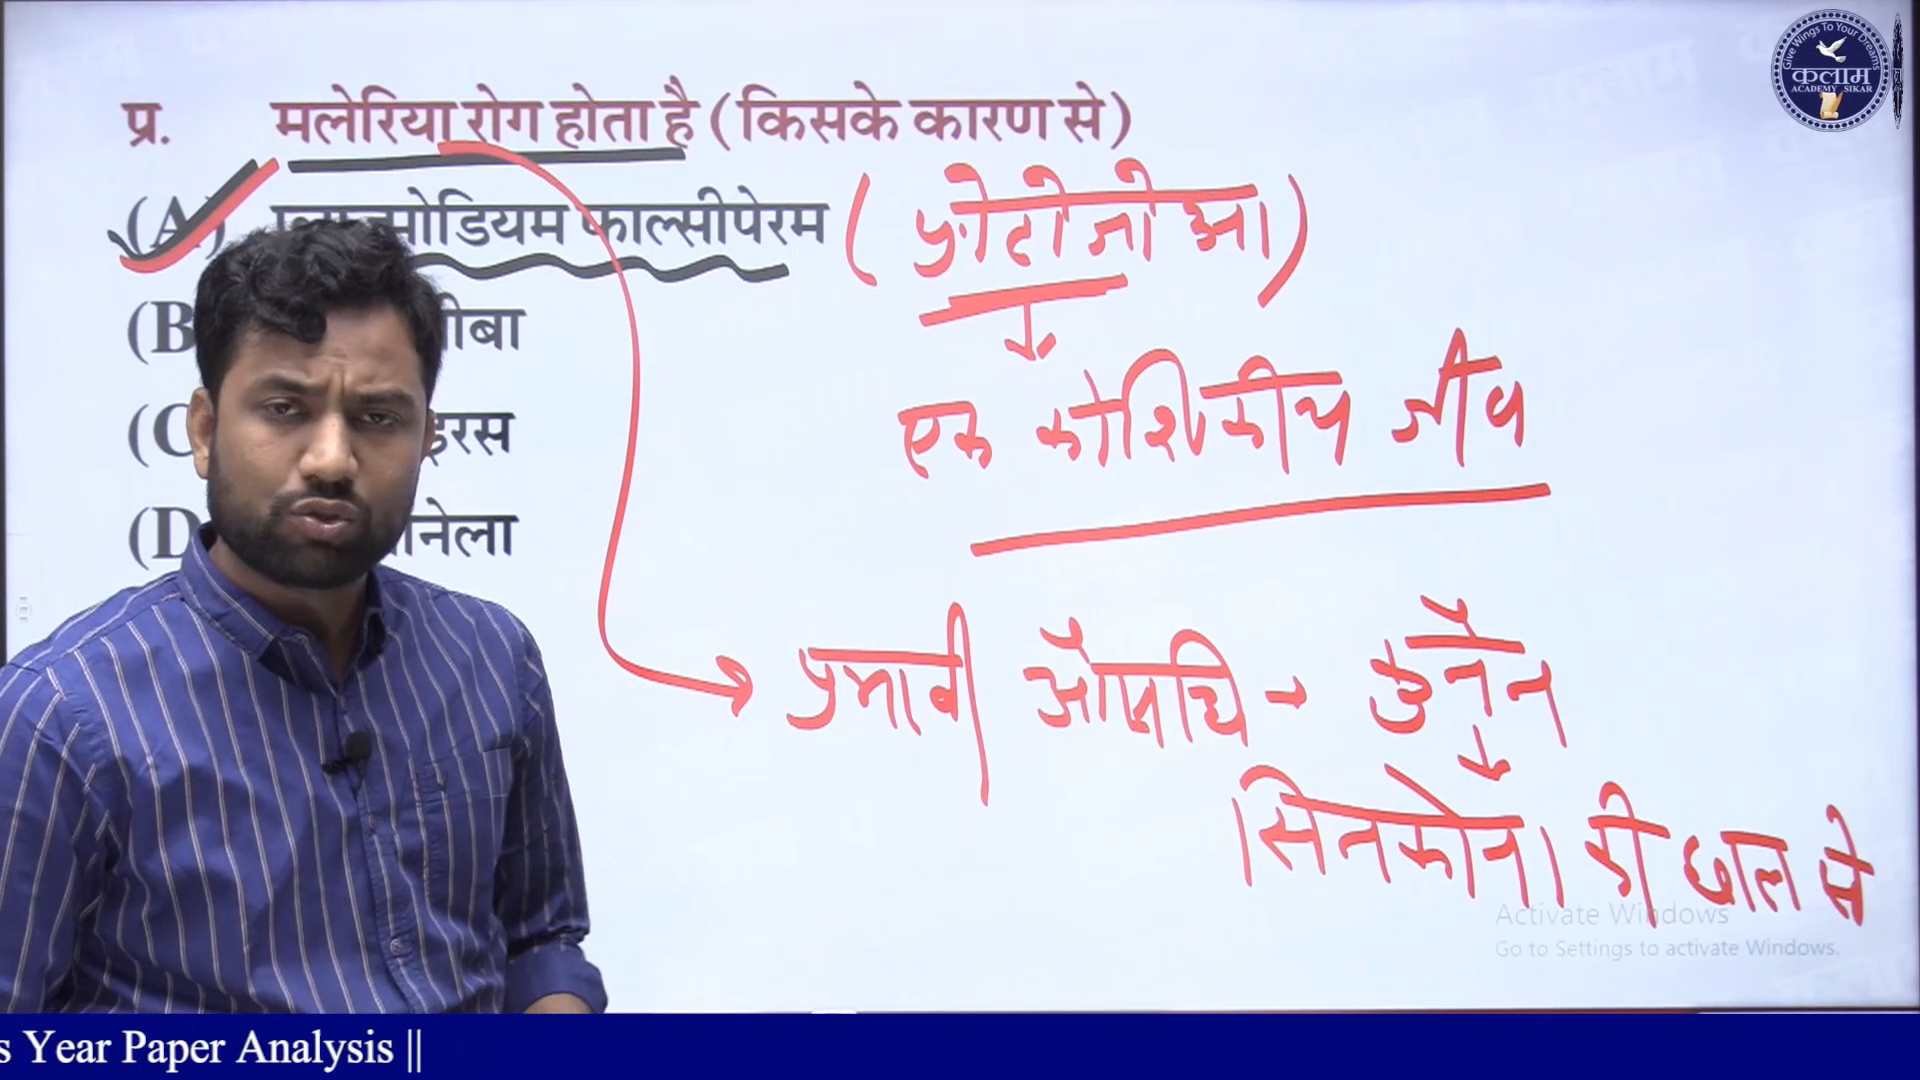 Give Wings To Your Dreams
कलाम
ACADEMY SIKAR
प्र. मलेरिया रोग होता है (किसके कारण से)
(A) प्लाज्मोडियम फाल्सीपेरम (प्रोटोजोआ)
(B
एक कोशिकीय जीव
(C
(D
प्रभावी औषधि - कुनैन
सिनकोना की छाल से
Activate Windows
Go to Settings to activate Windows.
s Year Paper Analysis ||